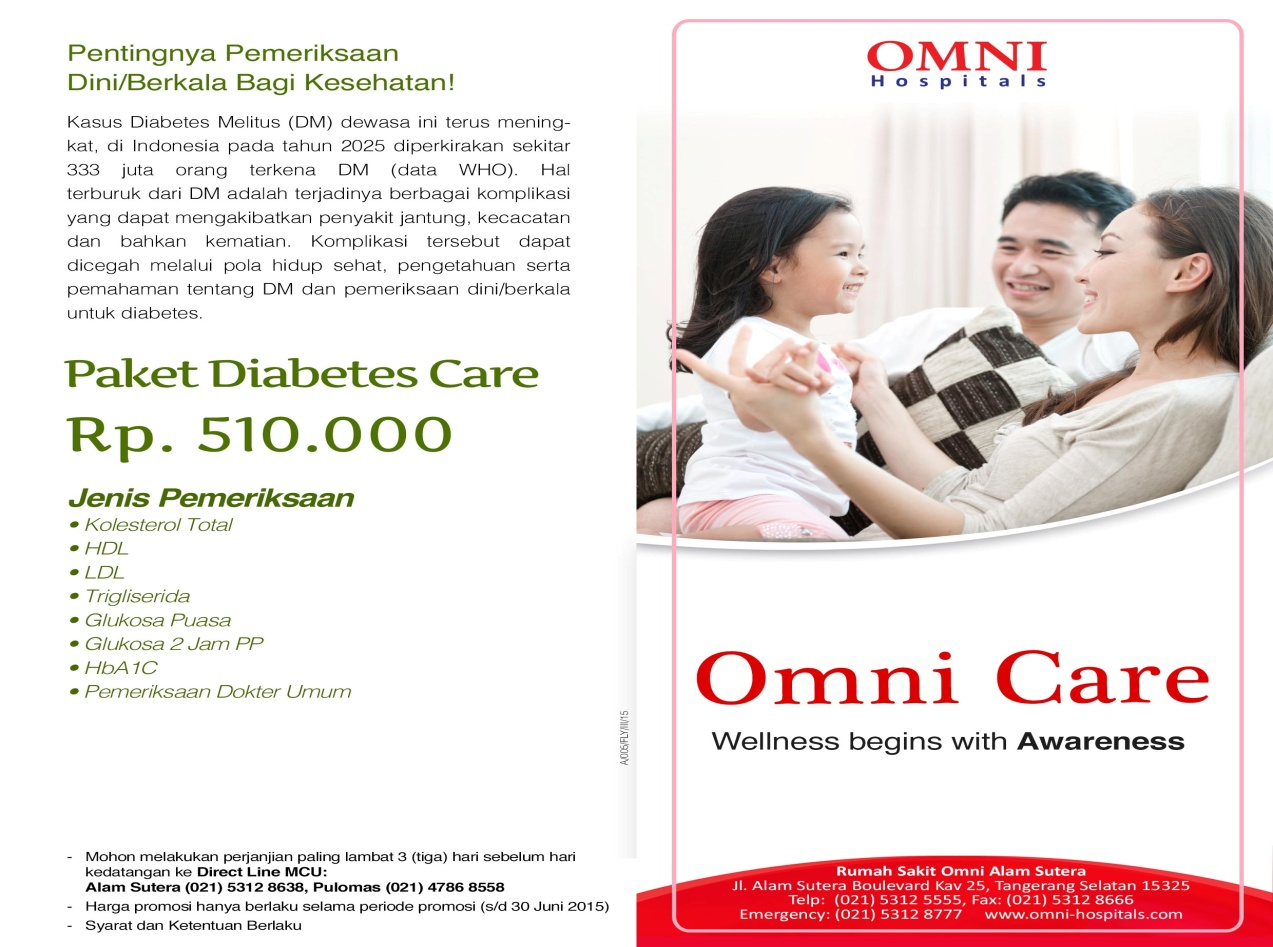 Pentingnya Pemeriksaan
Dini/Berkala Bagi Kesehatan!
Kasus Diabetes Melitus (DM) dewasa ini terus mening-
kat, di Indonesia pada tahun 2025 diperkirakan sekitar
333 juta orang terkena DM (data WHO). Hal
terburuk dari DM adalah terjadinya berbagai komplikasi
yang dapat mengakibatkan penyakit jantung, kecacatan
dan bahkan kematian. Komplikasi tersebut dapat
dicegah melalui pola hidup sehat, pengetahuan serta
pemahaman tentang DM dan pemeriksaan dini/berkala
untuk diabetes.
Paket Diabetes Care
Rp. 510.000
Jenis Pemeriksaan
• Kolesterol Total
• HDL
• LDL
• Trigliserida
• Glukosa Puasa
• Glukosa 2 Jam PP
• HbA1C
• Pemeriksaan Dokter Umum
- Mohon melakukan perjanjian paling lambat 3 (tiga) hari sebelum hari
kedatangan ke Direct Line MCU:
Alam Sutera (021) 5312 8638, Pulomas (021) 4786 8558
- Harga promosi hanya berlaku selama periode promosi (s/d 30 Juni 2015)
- Syarat dan Ketentuan Berlaku
A/005/FLY/III/15
OMNI
Hospitals
Omni Care
Wellness begins with Awareness
Rumah Sakit Omni Alam Sutera
Jl. Alam Sutera Boulevard Kav 25, Tangerang Selatan 15325
Telp: (021) 5312 5555, Fax: (021) 5312 8666
Emergency: (021) 5312 8777 www.omni-hospitals.com